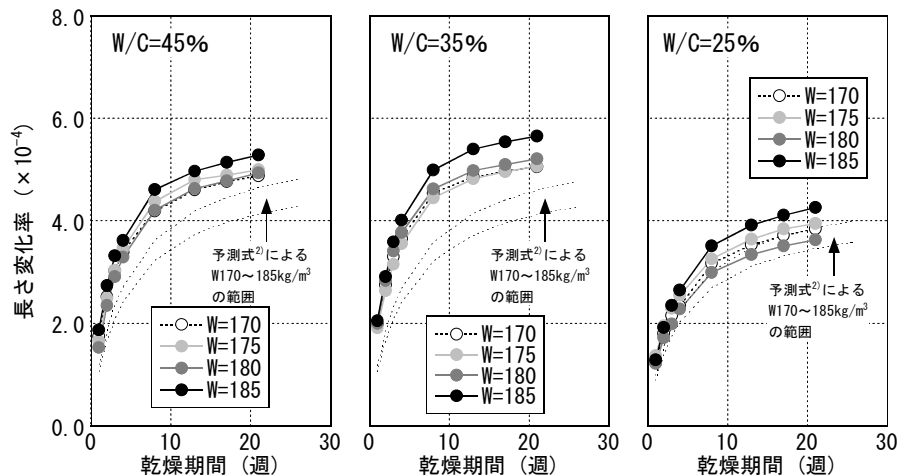 長さ変化率 (×10⁻⁴)
8.0
6.0
4.0
2.0
0.0
W/C=45%
予測式²⁾による
W170～185kg/m³
の範囲
W=170
W=175
W=180
W=185
0
10
20
30
乾燥期間 (週)
W/C=35%
予測式²⁾による
W170～185kg/m³
の範囲
W=170
W=175
W=180
W=185
0
10
20
30
乾燥期間 (週)
W/C=25%
W=170
W=175
W=180
W=185
予測式²⁾による
W170～185kg/m³
の範囲
0
10
20
30
乾燥期間 (週)